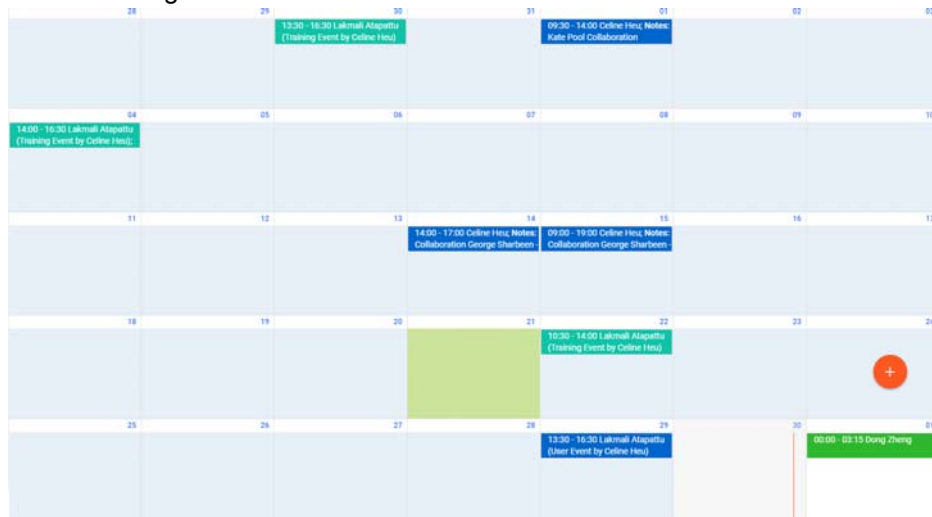 28 29 30 31 01 02 03
13:30 - 16:30 Lakmali Atapattu
(Training Event by Celine Heu)
09:30 - 14:00 Celine Heu; Notes:
Kate Pool Collaboration
04 05 06 07 08 09 10
14:00 - 16:30 Lakmali Atapattu
(Training Event by Celine Heu);
11 12 13 14 15 16 17
14:00 - 17:00 Celine Heu; Notes:
Collaboration George Sharbeen -
09:00 - 19:00 Celine Heu; Notes:
Collaboration George Sharbeen -
18 19 20 21 22 23 24
10:30 - 14:00 Lakmali Atapattu
(Training Event by Celine Heu)
+
25 26 27 28 29 30 01
13:30 - 16:30 Lakmali Atapattu
(User Event by Celine Heu)
00:00 - 03:15 Dong Zheng